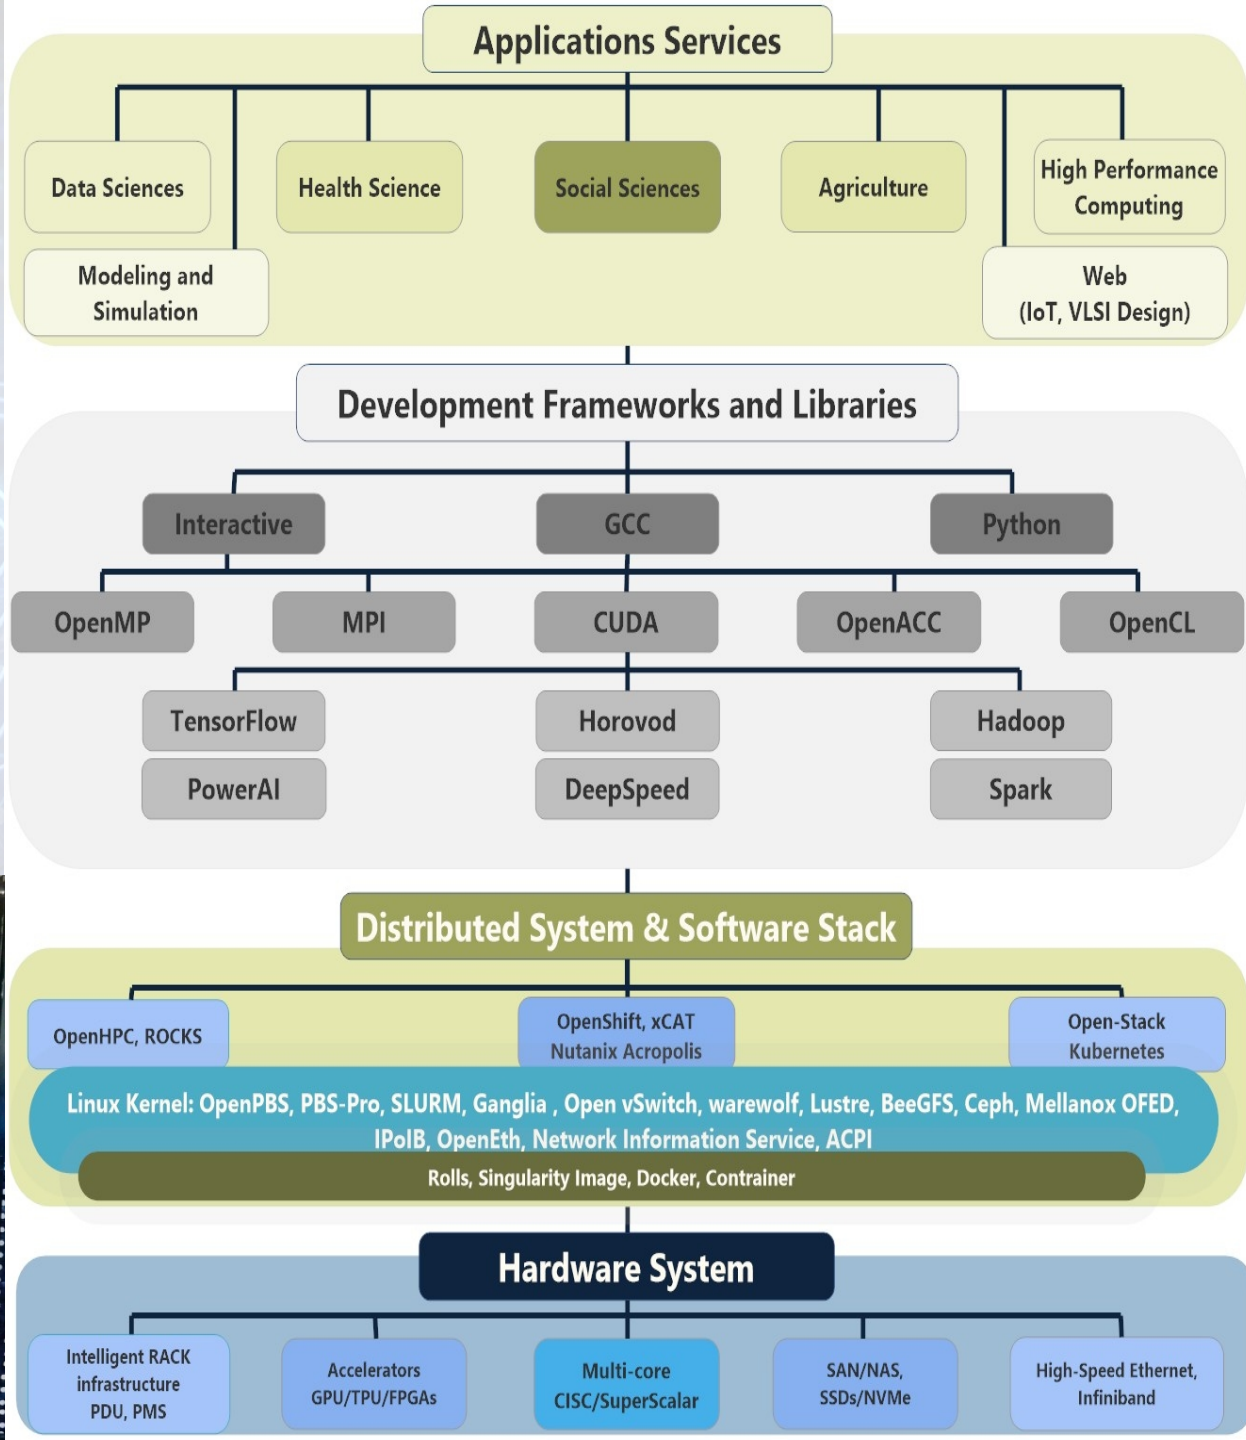 Applications Services
Data Sciences
Health Science
Social Sciences
Agriculture
High Performance
Computing
Modeling and
Simulation
Web
(IoT, VLSI Design)
Development Frameworks and Libraries
Interactive
GCC
Python
OpenMP
MPI
CUDA
OpenACC
OpenCL
TensorFlow
Horovod
Hadoop
PowerAI
DeepSpeed
Spark
Distributed System & Software Stack
OpenHPC, ROCKS
OpenShift, xCAT
Nutanix Acropolis
Open-Stack
Kubernetes
Linux Kernel: OpenPBS, PBS-Pro, SLURM, Ganglia , Open vSwitch, warewolf, Lustre, BeeGFS, Ceph, Mellanox OFED,
IPoIB, OpenEth, Network Information Service, ACPI
Rolls, Singularity Image, Docker, Contrainer
Hardware System
Intelligent RACK
infrastructure
PDU, PMS
Accelerators
GPU/TPU/FPGAs
Multi-core
CISC/SuperScalar
SAN/NAS,
SSDs/NVMe
High-Speed Ethernet,
Infiniband